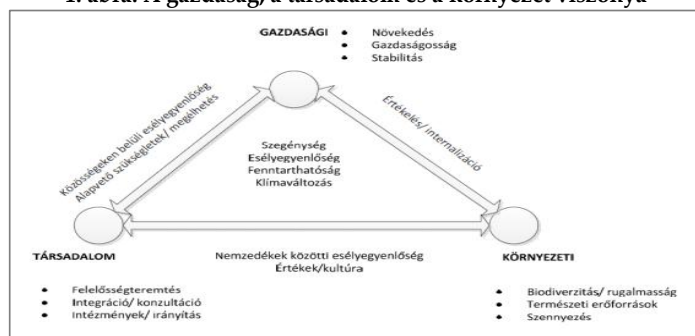 1. ábra: A gazdaság, a társadalom és a környezet viszonya
GAZDASÁGI
• Növekedés
• Gazdaságosság
• Stabilitás
Közösségeken belüli esélyegyenlőség
Alapvető szükségletek/ megélhetés
Értékelés/ internalizáció
Szegénység
Esélyegyenlőség
Fenntarthatóság
Klímaváltozás
TÁRSADALOM
Nemzedékek közötti esélyegyenlőség
Értékek/kultúra
KÖRNYEZETI
• Felelősségteremtés
• Integráció/ konzultáció
• Intézmények/ irányítás
• Biodiverzitás/ rugalmasság
• Természeti erőforrások
• Szennyezés